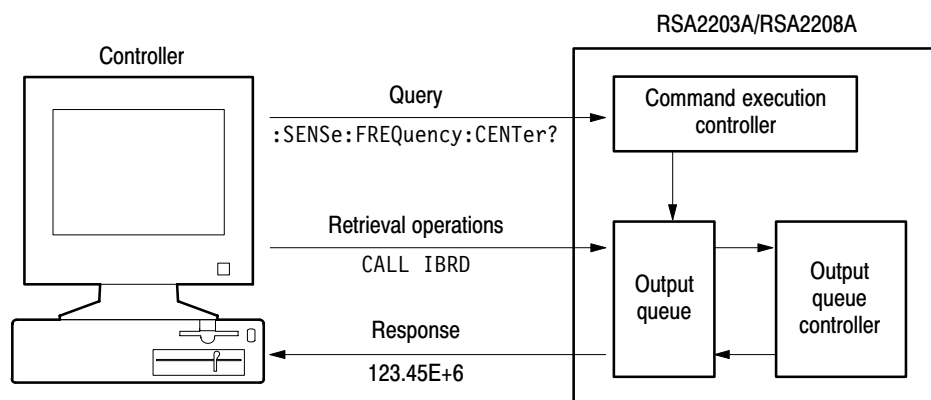 RSA2203A/RSA2208A
Controller
Query
:SENSe:FREQuency:CENTer?
Command execution
controller
Retrieval operations
CALL IBRD
Output
queue
Output
queue
controller
Response
123.45E+6